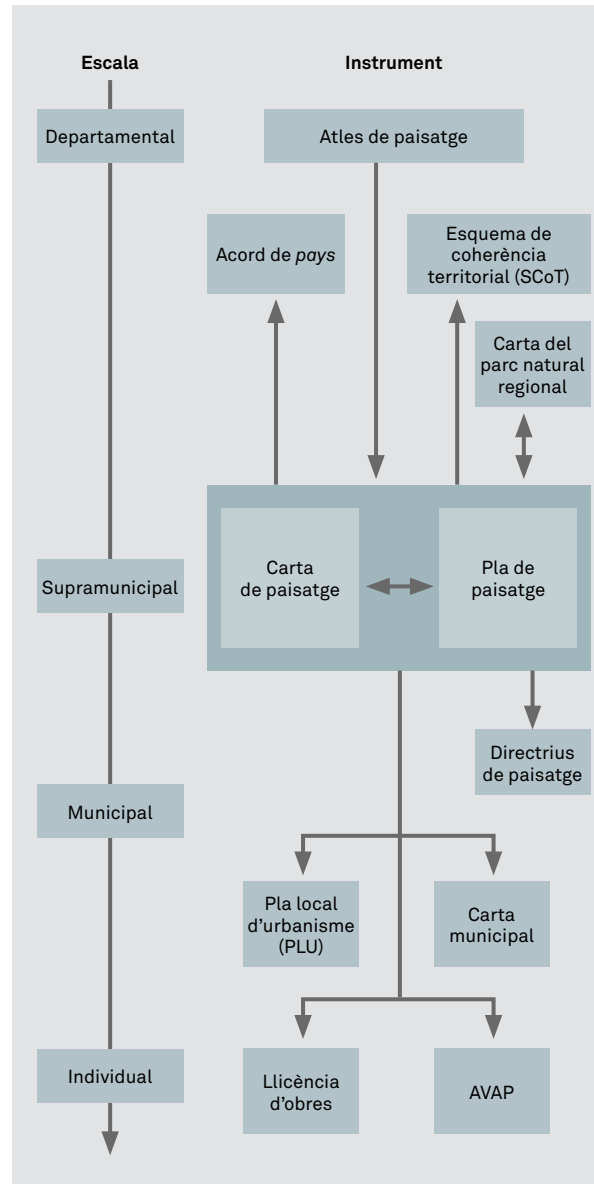 Escala
Instrument
Departamental
Atles de paisatge
Acord de pays
Esquema de
coherència
territorial (SCoT)
Carta del
parc natural
regional
Supramunicipal
Carta
de paisatge
Pla de
paisatge
Directrius
de paisatge
Municipal
Pla local
d'urbanisme
(PLU)
Carta
municipal
Individual
Llicència
d'obres
AVAP